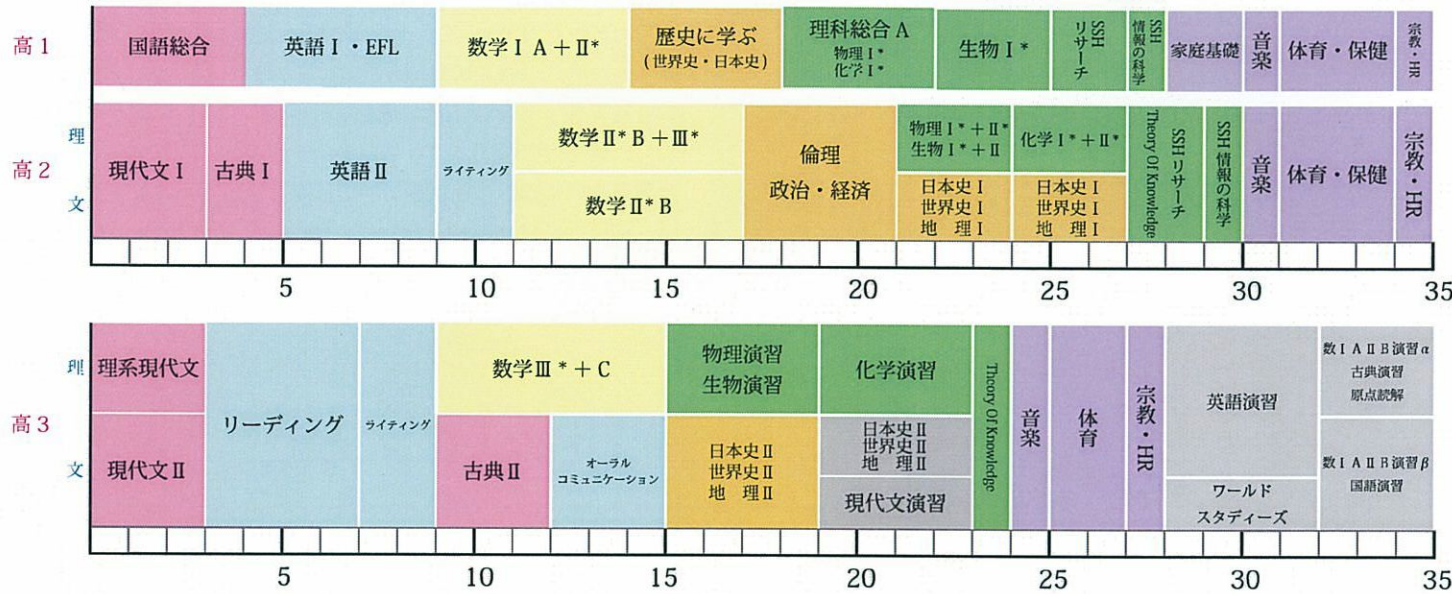 高1
国語総合
英語Ⅰ・EFL
数学ⅠA+Ⅱ*
歴史に学ぶ
(世界史・日本史)
理科総合A
物理Ⅰ*
化学Ⅰ*
生物Ⅰ*
SSH
リサーチ
SSH
情報の科学
家庭基礎
音楽
体育・保健
宗教・HR
理
高2
文
現代文Ⅰ
古典Ⅰ
英語Ⅱ
ライティング
数学Ⅱ*B+Ⅲ*
数学Ⅱ*B
倫理
政治・経済
物理Ⅰ*+Ⅱ*
生物Ⅰ*+Ⅱ
化学Ⅰ*+Ⅱ*
日本史Ⅰ
世界史Ⅰ
地 理Ⅰ
日本史Ⅰ
世界史Ⅰ
地 理Ⅰ
SSHリサーチ
Theory Of Knowledge
SSH 情報の科学
音楽
体育・保健
宗教・HR
5 10 15 20 25 30 35
理
高3
文
理系現代文
現代文Ⅱ
リーディング
ライティング
数学Ⅲ*+C
古典Ⅱ
オーラル
コミュニケーション
物理演習
生物演習
日本史Ⅱ
世界史Ⅱ
地 理Ⅱ
化学演習
日本史Ⅱ
世界史Ⅱ
地 理Ⅱ
現代文演習
Theory Of Knowledge
音楽
体育
宗教・HR
英語演習
ワールド
スタディーズ
数ⅠAⅡB演習α
古典演習
原点読解
数ⅠAⅡB演習β
国語演習
5 10 15 20 25 30 35